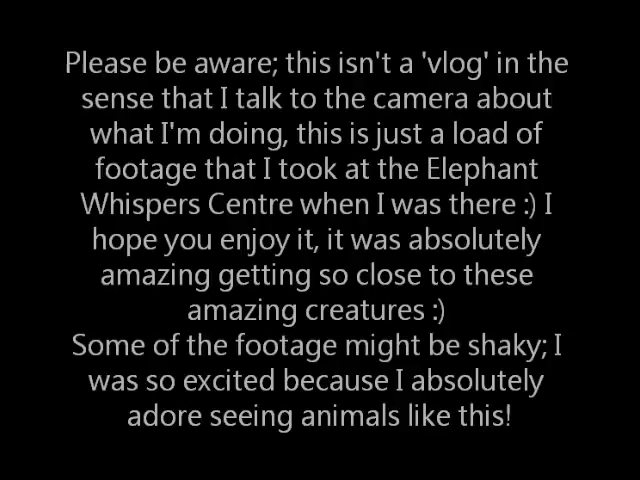 Please be aware; this isn't a 'vlog' in the
sense that I talk to the camera about
what I'm doing, this is just a load of
footage that I took at the Elephant
Whispers Centre when I was there :) I
hope you enjoy it, it was absolutely
amazing getting so close to these
amazing creatures :)
Some of the footage might be shaky; I
was so excited because I absolutely
adore seeing animals like this!